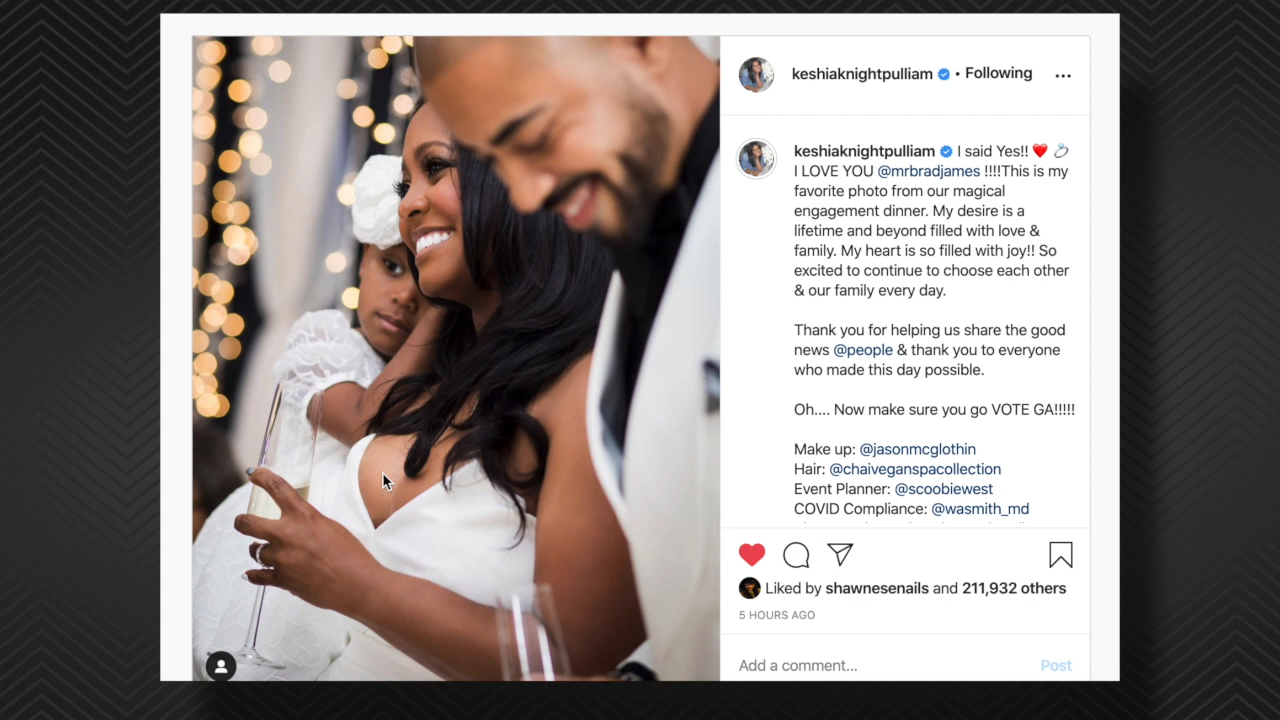 keshiaknightpulliam • Following
keshiaknightpulliam I said Yes!! ❤️ 💍
I LOVE YOU @mrbradjames !!!!This is my
favorite photo from our magical
engagement dinner. My desire is a
lifetime and beyond filled with love &
family. My heart is so filled with joy!! So
excited to continue to choose each other
& our family every day.
Thank you for helping us share the good
news @people & thank you to everyone
who made this day possible.
Oh.... Now make sure you go VOTE GA!!!!!
Make up: @jasonmcglothin
Hair: @chaiveganspacollection
Event Planner: @scoobiewest
COVID Compliance: @wasmith_md
Liked by shawnesenails and 211,932 others
5 HOURS AGO
Add a comment... Post